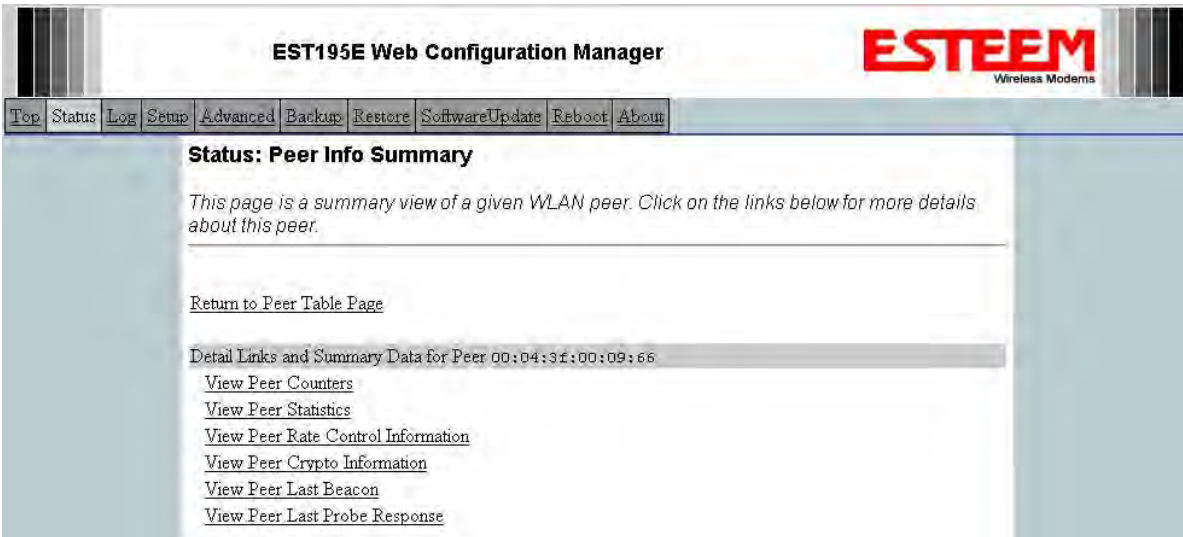 EST195E Web Configuration Manager
ESTEEM
Wireless Modems
Top Status Log Setup Advanced Backup Restore SoftwareUpdate Reboot About
Status: Peer Info Summary
This page is a summary view of a given WLAN peer. Click on the links below for more details
about this peer.
Return to Peer Table Page
Detail Links and Summary Data for Peer 00:04:3f:00:09:66
View Peer Counters
View Peer Statistics
View Peer Rate Control Information
View Peer Crypto Information
View Peer Last Beacon
View Peer Last Probe Response